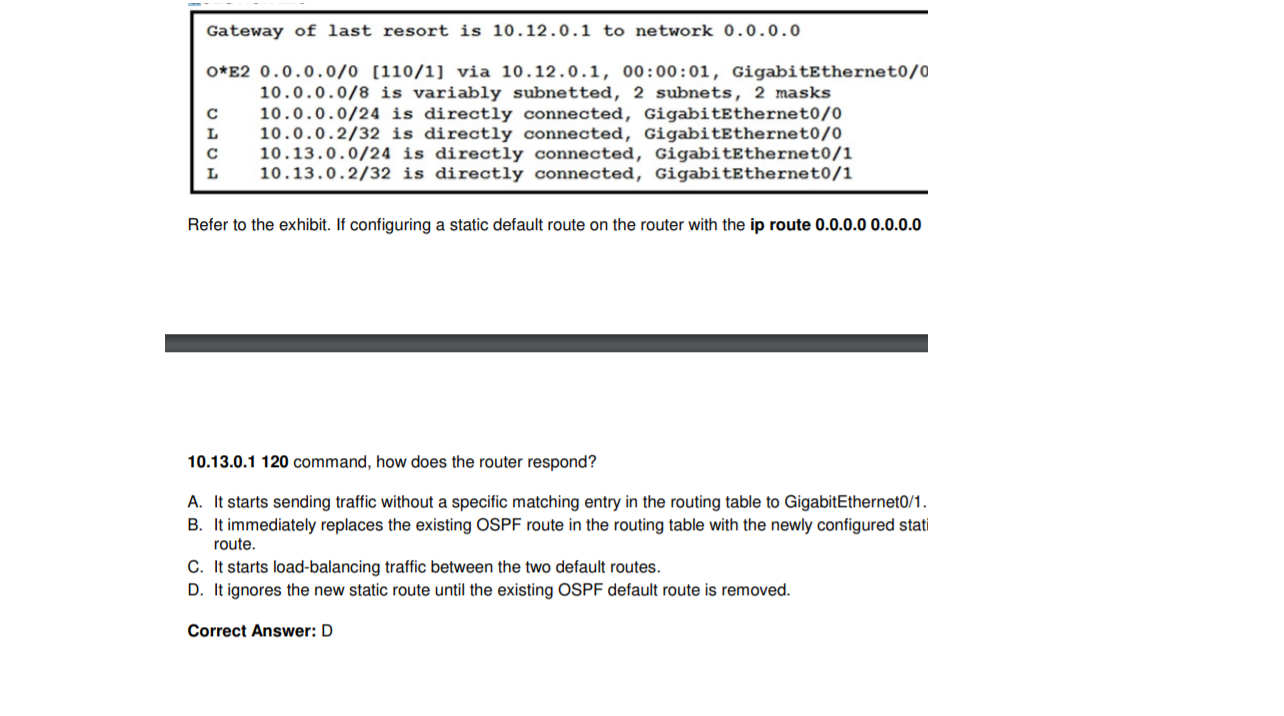 Gateway of last resort is 10.12.0.1 to network 0.0.0.0
O*E2 0.0.0.0/0 [110/1] via 10.12.0.1, 00:00:01, GigabitEthernet0/0
10.0.0.0/8 is variably subnetted, 2 subnets, 2 masks
C 10.0.0.0/24 is directly connected, GigabitEthernet0/0
L 10.0.0.2/32 is directly connected, GigabitEthernet0/0
C 10.13.0.0/24 is directly connected, GigabitEthernet0/1
L 10.13.0.2/32 is directly connected, GigabitEthernet0/1
Refer to the exhibit. If configuring a static default route on the router with the ip route 0.0.0.0 0.0.0.0
10.13.0.1 120 command, how does the router respond?
A. It starts sending traffic without a specific matching entry in the routing table to GigabitEthernet0/1.
B. It immediately replaces the existing OSPF route in the routing table with the newly configured stati
route.
C. It starts load-balancing traffic between the two default routes.
D. It ignores the new static route until the existing OSPF default route is removed.
Correct Answer: D